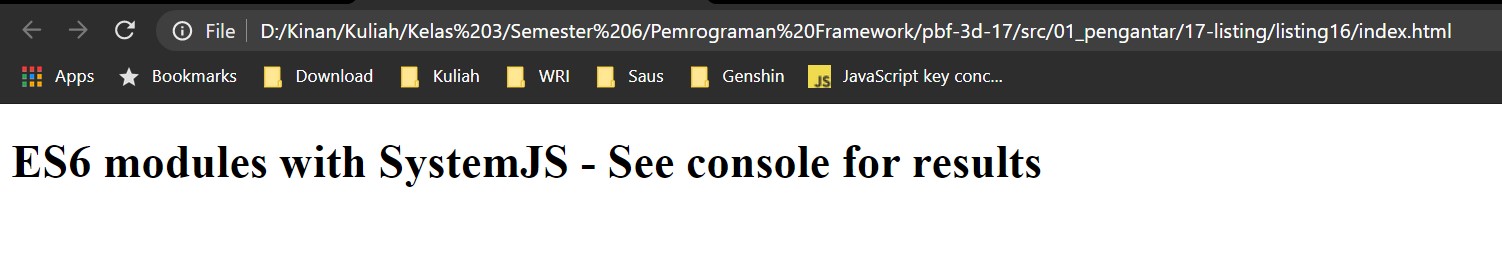 File | D:/Kinan/Kuliah/Kelas%203/Semester%206/Pemrograman%20Framework/pbf-3d-17/src/01_pengantar/17-listing/listing16/index.html
Apps Bookmarks Download Kuliah WRI Saus Genshin JS JavaScript key conc...
ES6 modules with SystemJS - See console for results